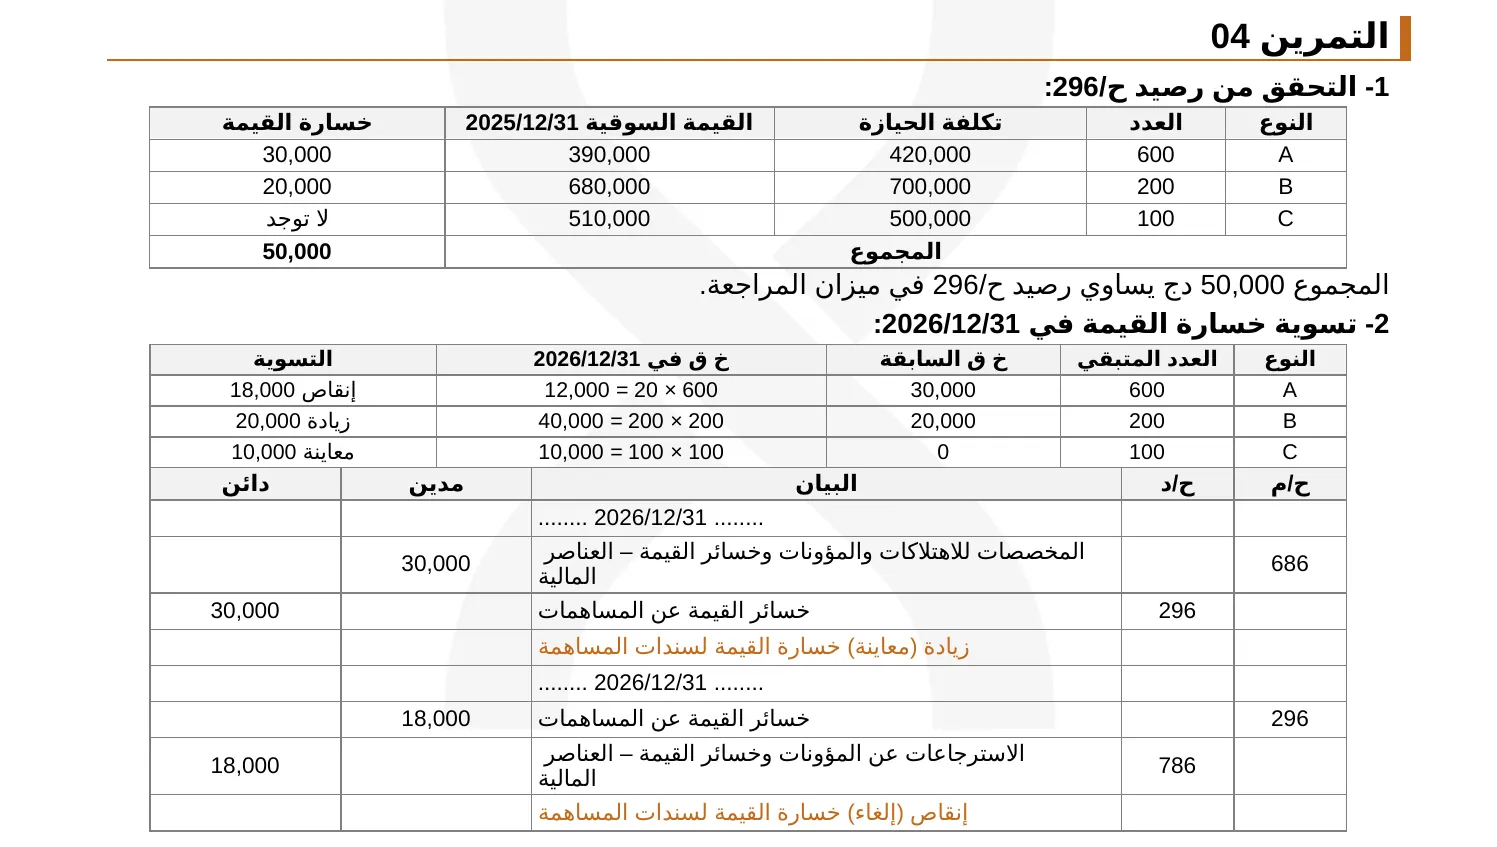 التمرين 04
1- التحقق من رصيد ح/296:
النوع العدد تكلفة الحيازة القيمة السوقية 2025/12/31 خسارة القيمة
A 600 420,000 390,000 30,000
B 200 700,000 680,000 20,000
C 100 500,000 510,000 لا توجد
المجموع 50,000
المجموع 50,000 دج يساوي رصيد ح/296 في ميزان المراجعة.
2- تسوية خسارة القيمة في 2026/12/31:
النوع العدد المتبقي خ ق السابقة خ ق في 2026/12/31 التسوية
A 600 30,000 600 × 20 = 12,000 إنقاص 18,000
B 200 20,000 200 × 200 = 40,000 زيادة 20,000
C 100 0 100 × 100 = 10,000 معاينة 10,000
ح/م ح/د البيان مدين دائن
........ 2026/12/31 ........
686 المخصصات للاهتلاكات والمؤونات وخسائر القيمة – العناصر 30,000
المالية
296 خسائر القيمة عن المساهمات 30,000
زيادة (معاينة) خسارة القيمة لسندات المساهمة
........ 2026/12/31 ........
296 خسائر القيمة عن المساهمات 18,000
786 الاسترجاعات عن المؤونات وخسائر القيمة – العناصر 18,000
المالية
إنقاص (إلغاء) خسارة القيمة لسندات المساهمة